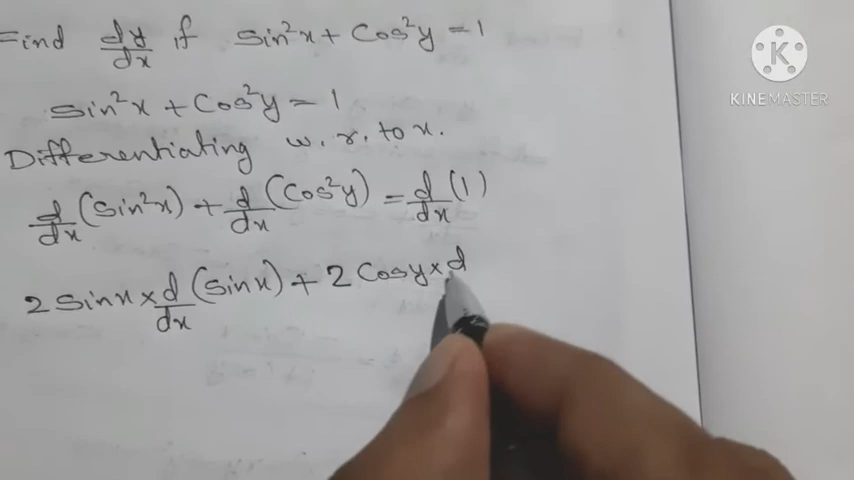 Find dy/dx if sin²x + Cos²y = 1
sin²x + Cos²y = 1
Differentiating w. r. to x.
d/dx (sin²x) + d/dx (Cos²y) = d/dx (1)
2 sinx × d/dx (sinx) + 2 Cosy × d
K
KINEMASTER